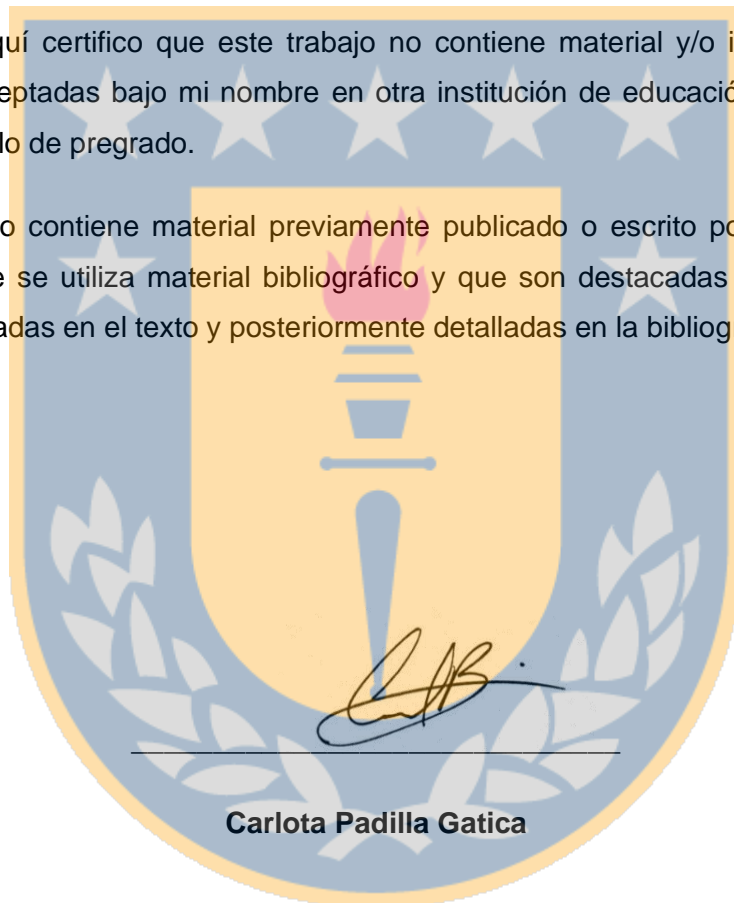 quí certifico que este trabajo no contiene material y/o i
eptadas bajo mi nombre en otra institución de educació
lo de pregrado.
o contiene material previamente publicado o escrito po
e se utiliza material bibliográfico y que son destacadas
adas en el texto y posteriormente detalladas en la bibliog
Carlota Padilla Gatica